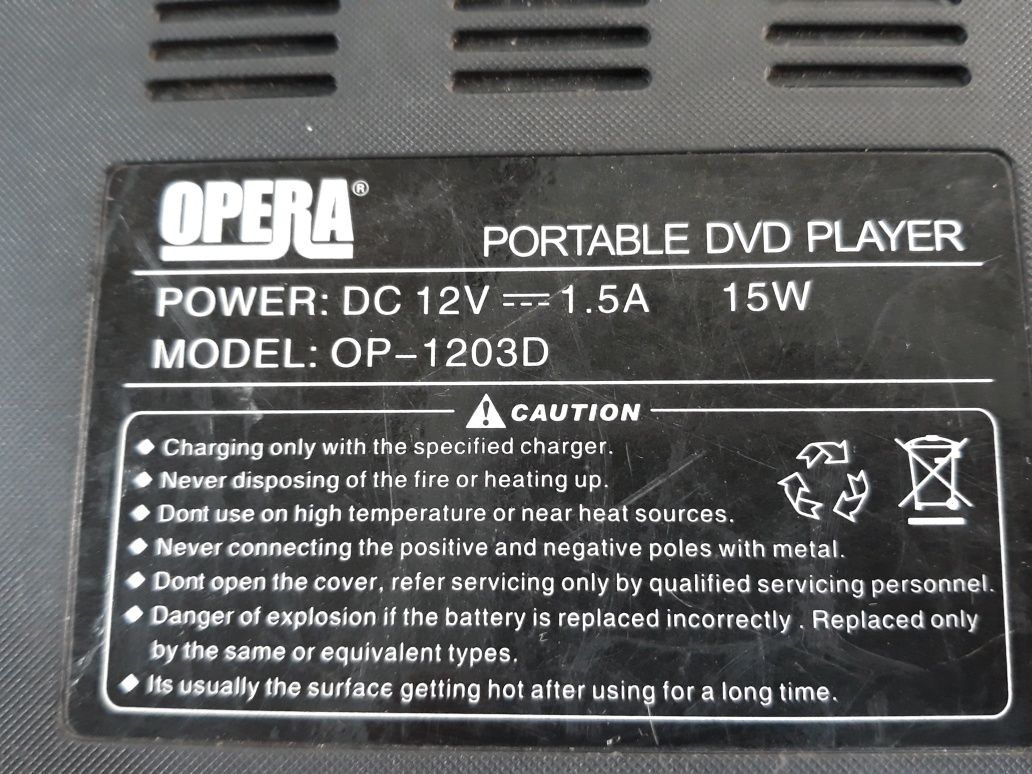 OPERA®
PORTABLE DVD PLAYER
POWER: DC 12V ⎓ 1.5A 15W
MODEL: OP-1203D
CAUTION
◆ Charging only with the specified charger.
◆ Never disposing of the fire or heating up.
◆ Dont use on high temperature or near heat sources.
◆ Never connecting the positive and negative poles with metal.
◆ Dont open the cover, refer servicing only by qualified servicing personnel.
◆ Danger of explosion if the battery is replaced incorrectly . Replaced only
by the same or equivalent types.
◆ Its usually the surface getting hot after using for a long time.